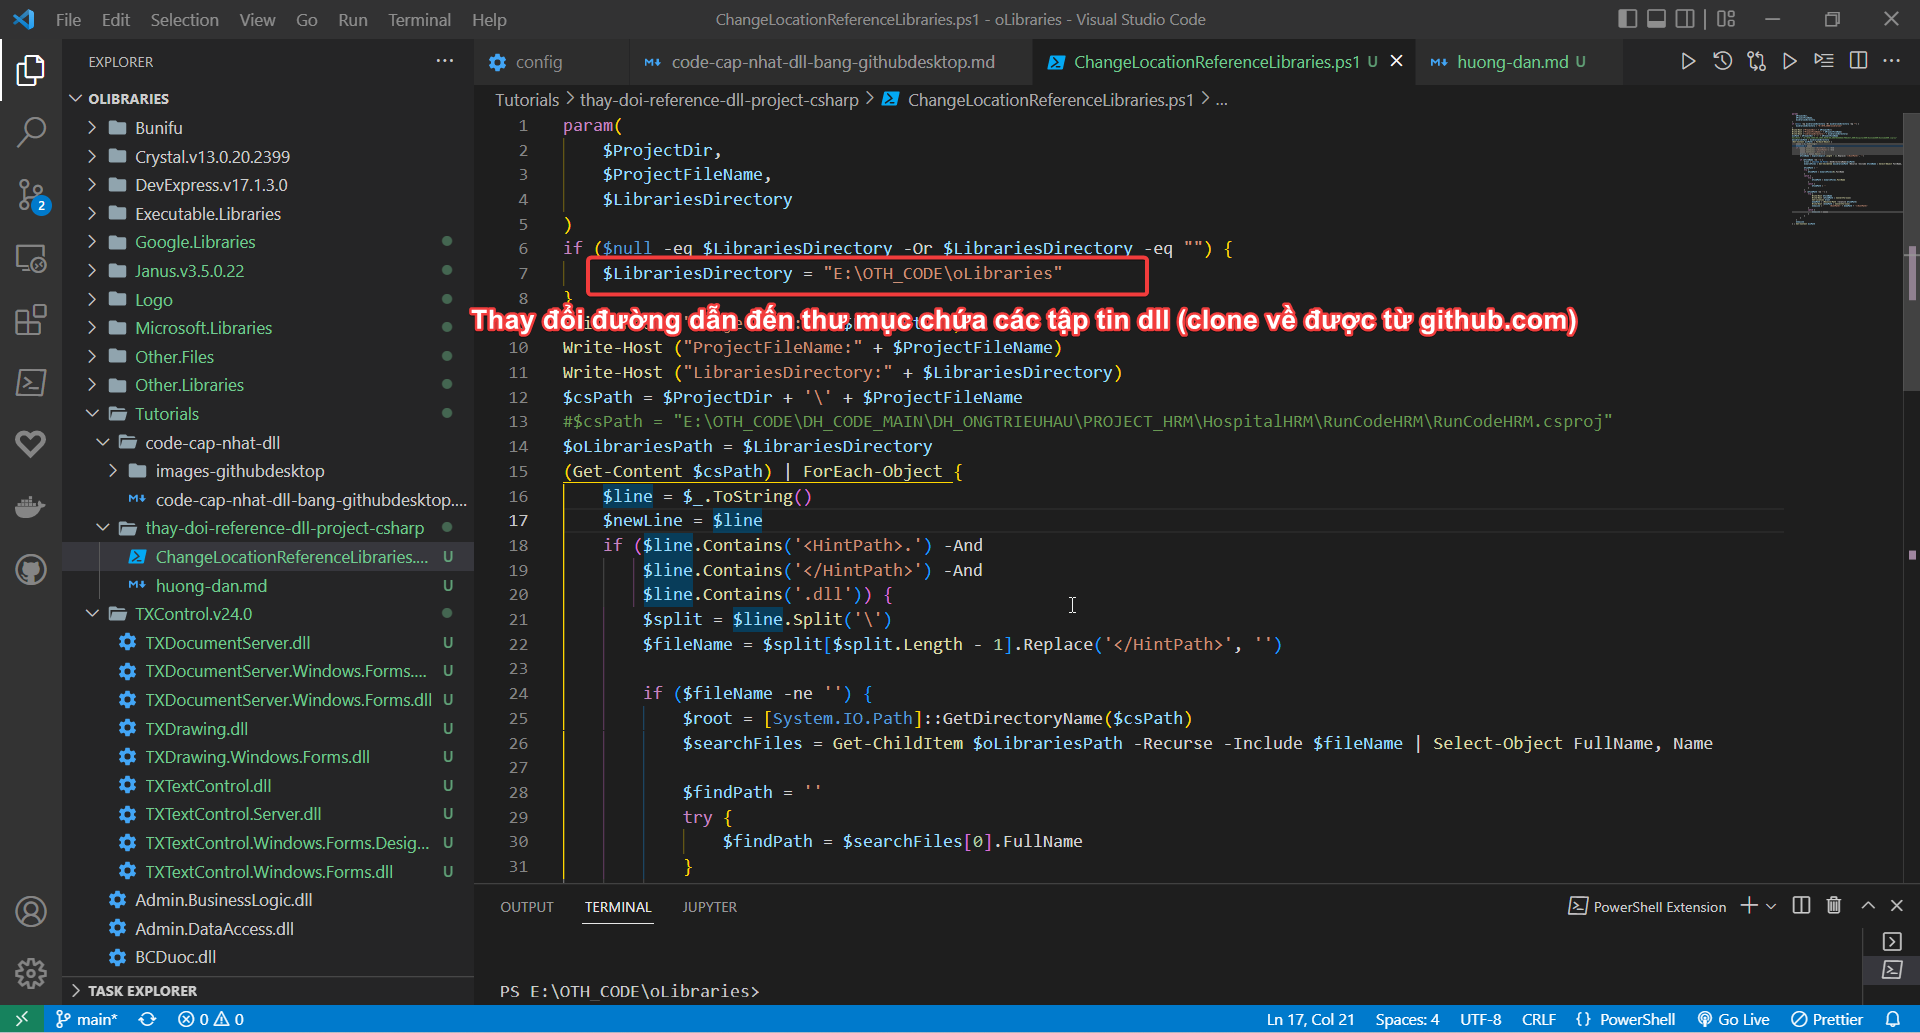 File Edit Selection View Go Run Terminal Help
ChangeLocationReferenceLibraries.ps1 - oLibraries - Visual Studio Code
EXPLORER
OLIBRARIES
Bunifu
Crystal.v13.0.20.2399
DevExpress.v17.1.3.0
Executable.Libraries
Google.Libraries
Janus.v3.5.0.22
Logo
Microsoft.Libraries
Other.Files
Other.Libraries
Tutorials
code-cap-nhat-dll
images-githubdesktop
code-cap-nhat-dll-bang-githubdesktop....
thay-doi-reference-dll-project-csharp
ChangeLocationReferenceLibraries.... U
huong-dan.md U
TXControl.v24.0
TXDocumentServer.dll U
TXDocumentServer.Windows.Forms.... U
TXDocumentServer.Windows.Forms.dll U
TXDrawing.dll U
TXDrawing.Windows.Forms.dll U
TXTextControl.dll U
TXTextControl.Server.dll U
TXTextControl.Windows.Forms.Desig... U
TXTextControl.Windows.Forms.dll U
Admin.BusinessLogic.dll
Admin.DataAccess.dll
BCDuoc.dll
TASK EXPLORER
2
config
code-cap-nhat-dll-bang-githubdesktop.md
ChangeLocationReferenceLibraries.ps1 U
huong-dan.md U
Tutorials > thay-doi-reference-dll-project-csharp > ChangeLocationReferenceLibraries.ps1 > ...
1 param(
2 $ProjectDir,
3 $ProjectFileName,
4 $LibrariesDirectory
5 )
6 if ($null -eq $LibrariesDirectory -Or $LibrariesDirectory -eq "") {
7 $LibrariesDirectory = "E:\OTH_CODE\oLibraries"
8 }
Thay đổi đường dẫn đến thư mục chứa các tập tin dll (clone về được từ github.com)
10 Write-Host ("ProjectFileName:" + $ProjectFileName)
11 Write-Host ("LibrariesDirectory:" + $LibrariesDirectory)
12 $csPath = $ProjectDir + '\' + $ProjectFileName
13 #$csPath = "E:\OTH_CODE\DH_CODE_MAIN\DH_ONGTRIEUHAU\PROJECT_HRM\HospitalHRM\RunCodeHRM\RunCodeHRM.csproj"
14 $oLibrariesPath = $LibrariesDirectory
15 (Get-Content $csPath) | ForEach-Object {
16 $line = $_.ToString()
17 $newLine = $line
18 if ($line.Contains('<HintPath>.') -And
19 $line.Contains('</HintPath>') -And
20 $line.Contains('.dll')) {
21 $split = $line.Split('\')
22 $fileName = $split[$split.Length - 1].Replace('</HintPath>', '')
23
24 if ($fileName -ne '') {
25 $root = [System.IO.Path]::GetDirectoryName($csPath)
26 $searchFiles = Get-ChildItem $oLibrariesPath -Recurse -Include $fileName | Select-Object FullName, Name
27
28 $findPath = ''
29 try {
30 $findPath = $searchFiles[0].FullName
31 }
OUTPUT TERMINAL JUPYTER
PowerShell Extension
PS E:\OTH_CODE\oLibraries>
main* 0 0
Ln 17, Col 21 Spaces: 4 UTF-8 CRLF {} PowerShell Go Live Prettier